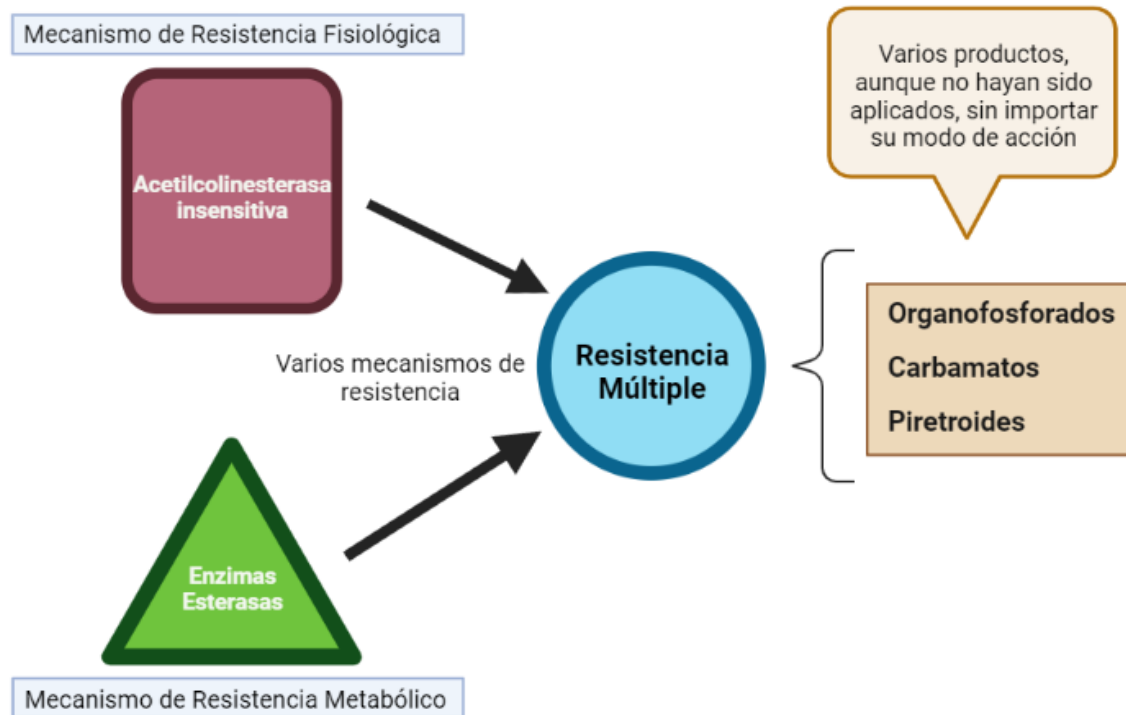 Mecanismo de Resistencia Fisiológica
Acetilcolinesterasa
insensitiva
Varios productos,
aunque no hayan sido
aplicados, sin importar
su modo de acción
Varios mecanismos de
resistencia
Resistencia
Múltiple
Organofosforados
Carbamatos
Piretroides
Enzimas
Esterasas
Mecanismo de Resistencia Metabólico